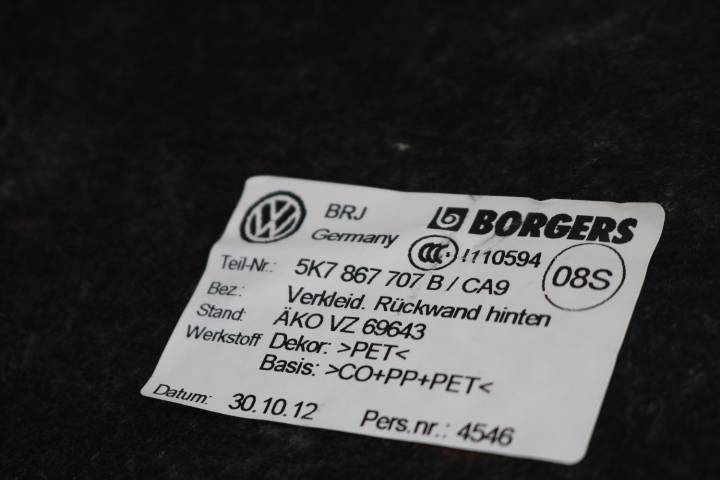 BRJ BORGERS
Germany !110594
08S
Teil-Nr.: 5K7 867 707 B / CA9
Bez.: Verkleid. Rückwand hinten
Stand: ÄKO VZ 69643
Werkstoff Dekor: >PET<
Basis: >CO+PP+PET<
Datum: 30.10.12 Pers.nr.: 4546